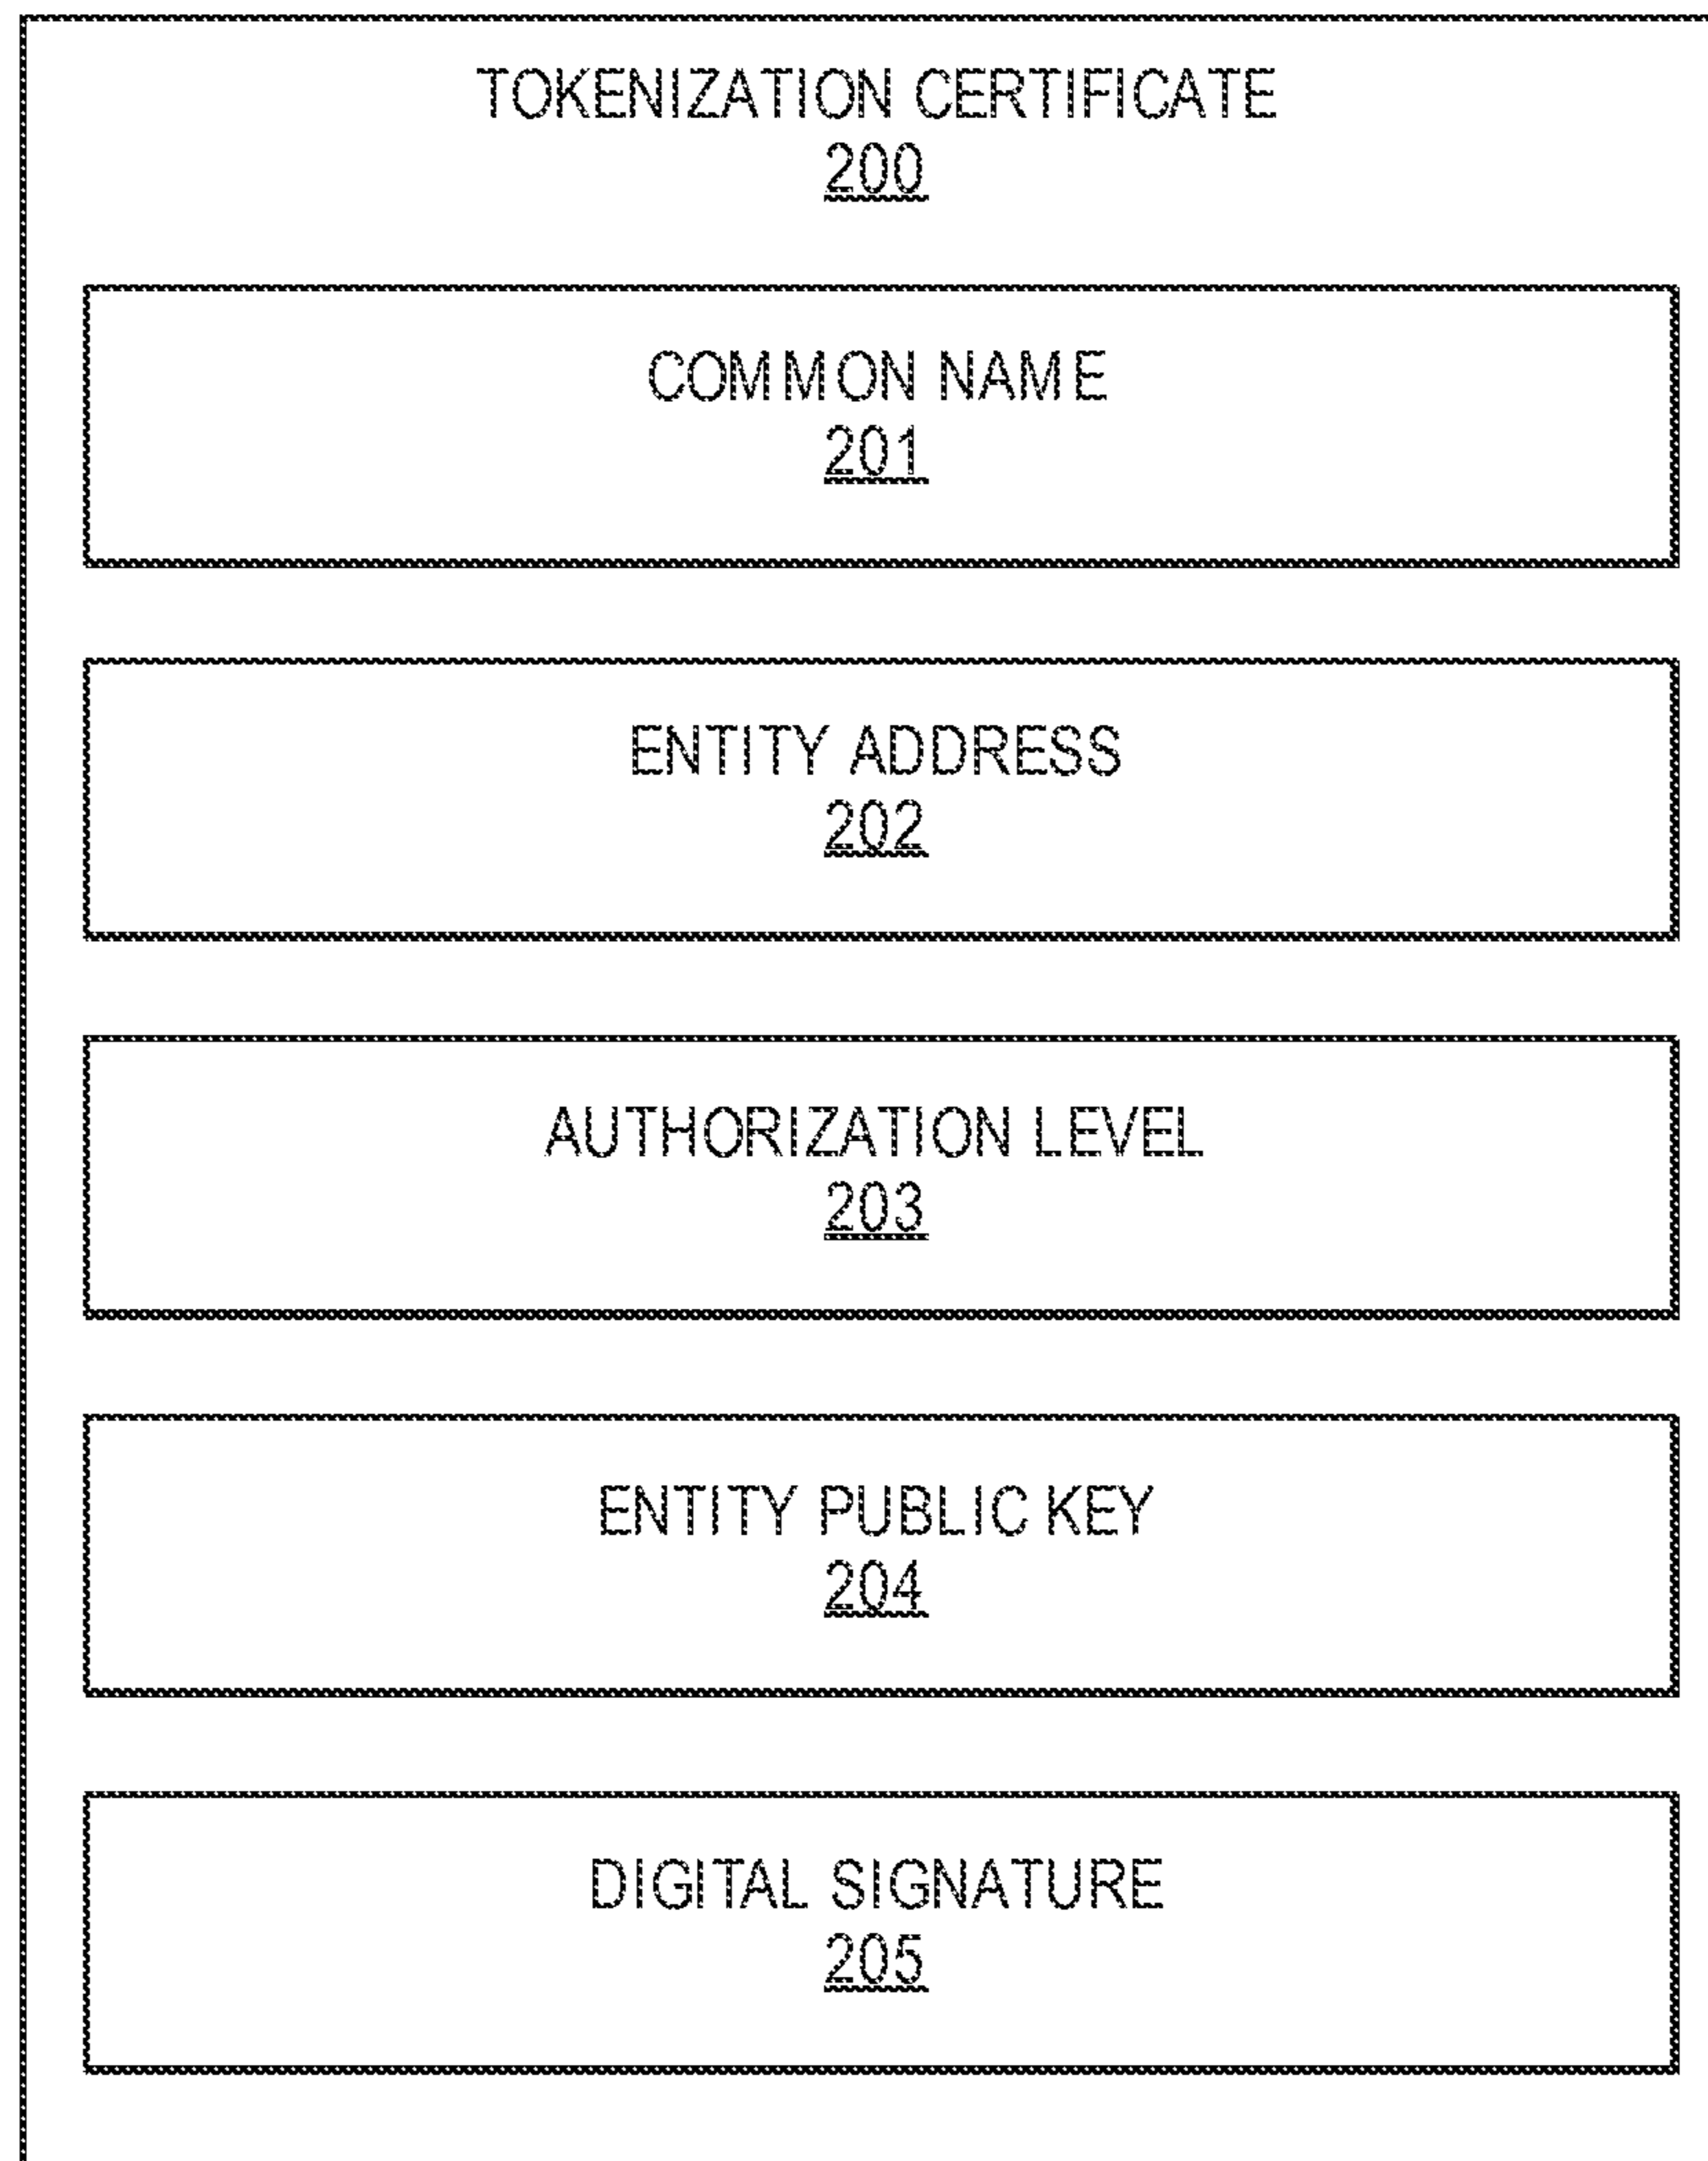 TOKENIZATION CERTIFICATE
200
COMMON NAME
201
ENTITY ADDRESS
202
AUTHORIZATION LEVEL
203
ENTITY PUBLIC KEY
204
DIGITAL SIGNATURE
205